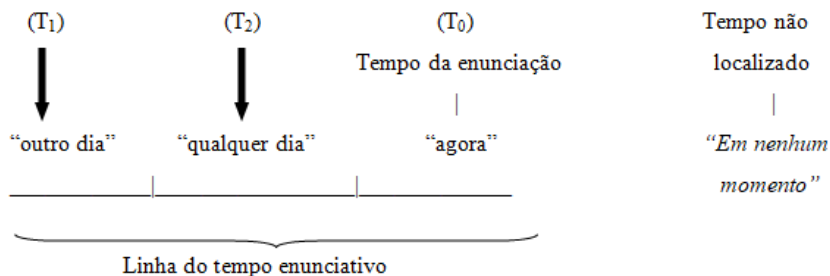 (T₁) (T₂) (T₀) Tempo não
Tempo da enunciação localizado
“outro dia” “qualquer dia” “agora” “Em nenhum
momento”
Linha do tempo enunciativo